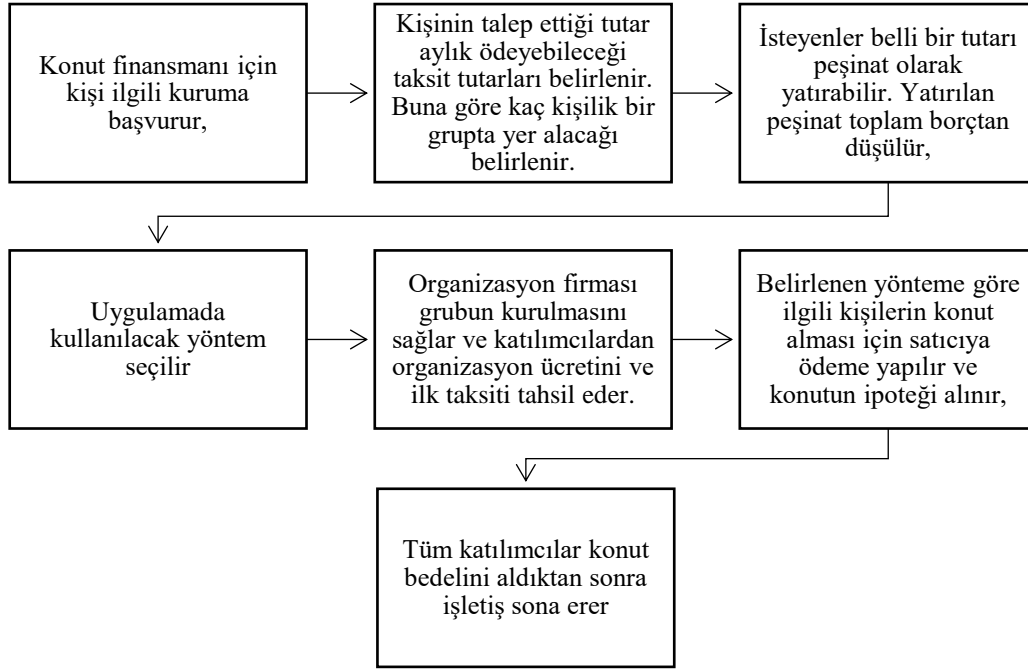 Konut finansmanı için
kişi ilgili kuruma
başvurur,
Kişinin talep ettiği tutar
aylık ödeyebileceği
taksit tutarları belirlenir.
Buna göre kaç kişilik bir
grupta yer alacağı
belirlenir.
İsteyenler belli bir tutarı
peşinat olarak
yatırabilir. Yatırılan
peşinat toplam borçtan
düşülür,
Uygulamada
kullanılacak yöntem
seçilir
Organizasyon firması
grubun kurulmasını
sağlar ve katılımcılardan
organizasyon ücretini ve
ilk taksiti tahsil eder.
Belirlenen yönteme göre
ilgili kişilerin konut
alması için satıcıya
ödeme yapılır ve
konutun ipoteği alınır,
Tüm katılımcılar konut
bedelini aldıktan sonra
işletiş sona erer